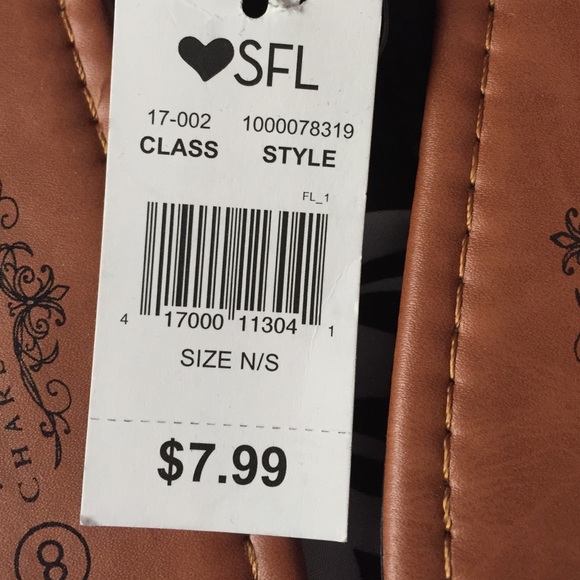 ♥SFL
17-002 1000078319
CLASS STYLE
FL_1
4 17000 11304 1
SIZE N/S
$7.99
8